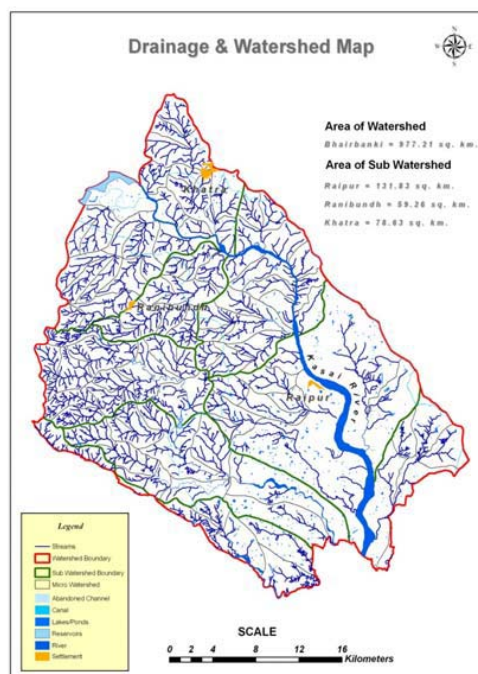 Drainage & Watershed Map
N
W
E
S
Area of Watershed
Bhairbanki = 977.21 sq. km.
Area of Sub Watershed
Raipur = 131.83 sq. km.
Ranibundh = 59.26 sq. km.
Khatra = 78.63 sq. km.
Khatra
Ranibundh
Kasai River
Raipur
Legend
Streams
Watershed Boundary
Sub Watershed Boundary
Micro Watershed
Abandoned Channel
Canal
Lakes/Ponds
Reservoirs
River
Settlement
SCALE
0 2 4 8 12 16
Kilometers